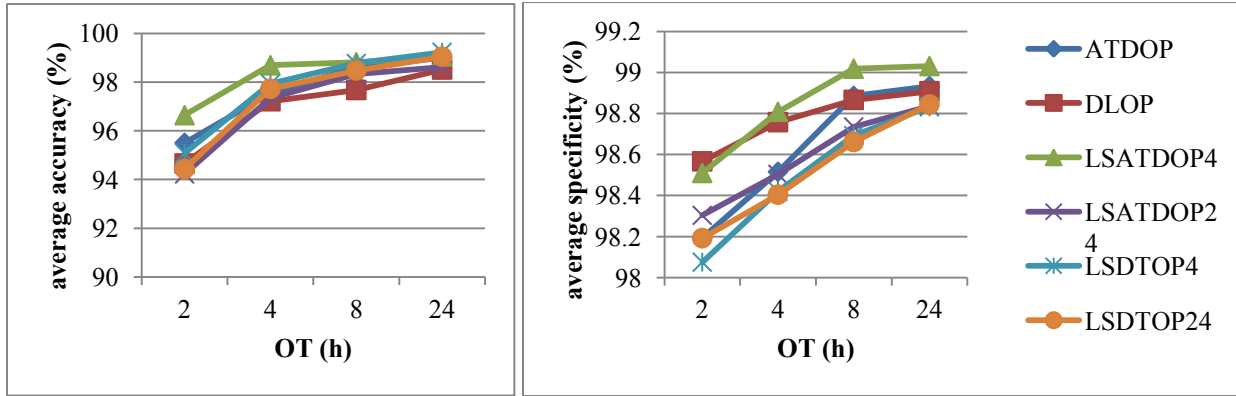 average accuracy (%)
100
98
96
94
92
90
2 4 8 24
OT (h)
average specificity (%)
99.2
99
98.8
98.6
98.4
98.2
98
2 4 8 24
OT (h)
ATDOP
DLOP
LSATDOP4
LSATDOP2
4
LSDTOP4
LSDTOP24